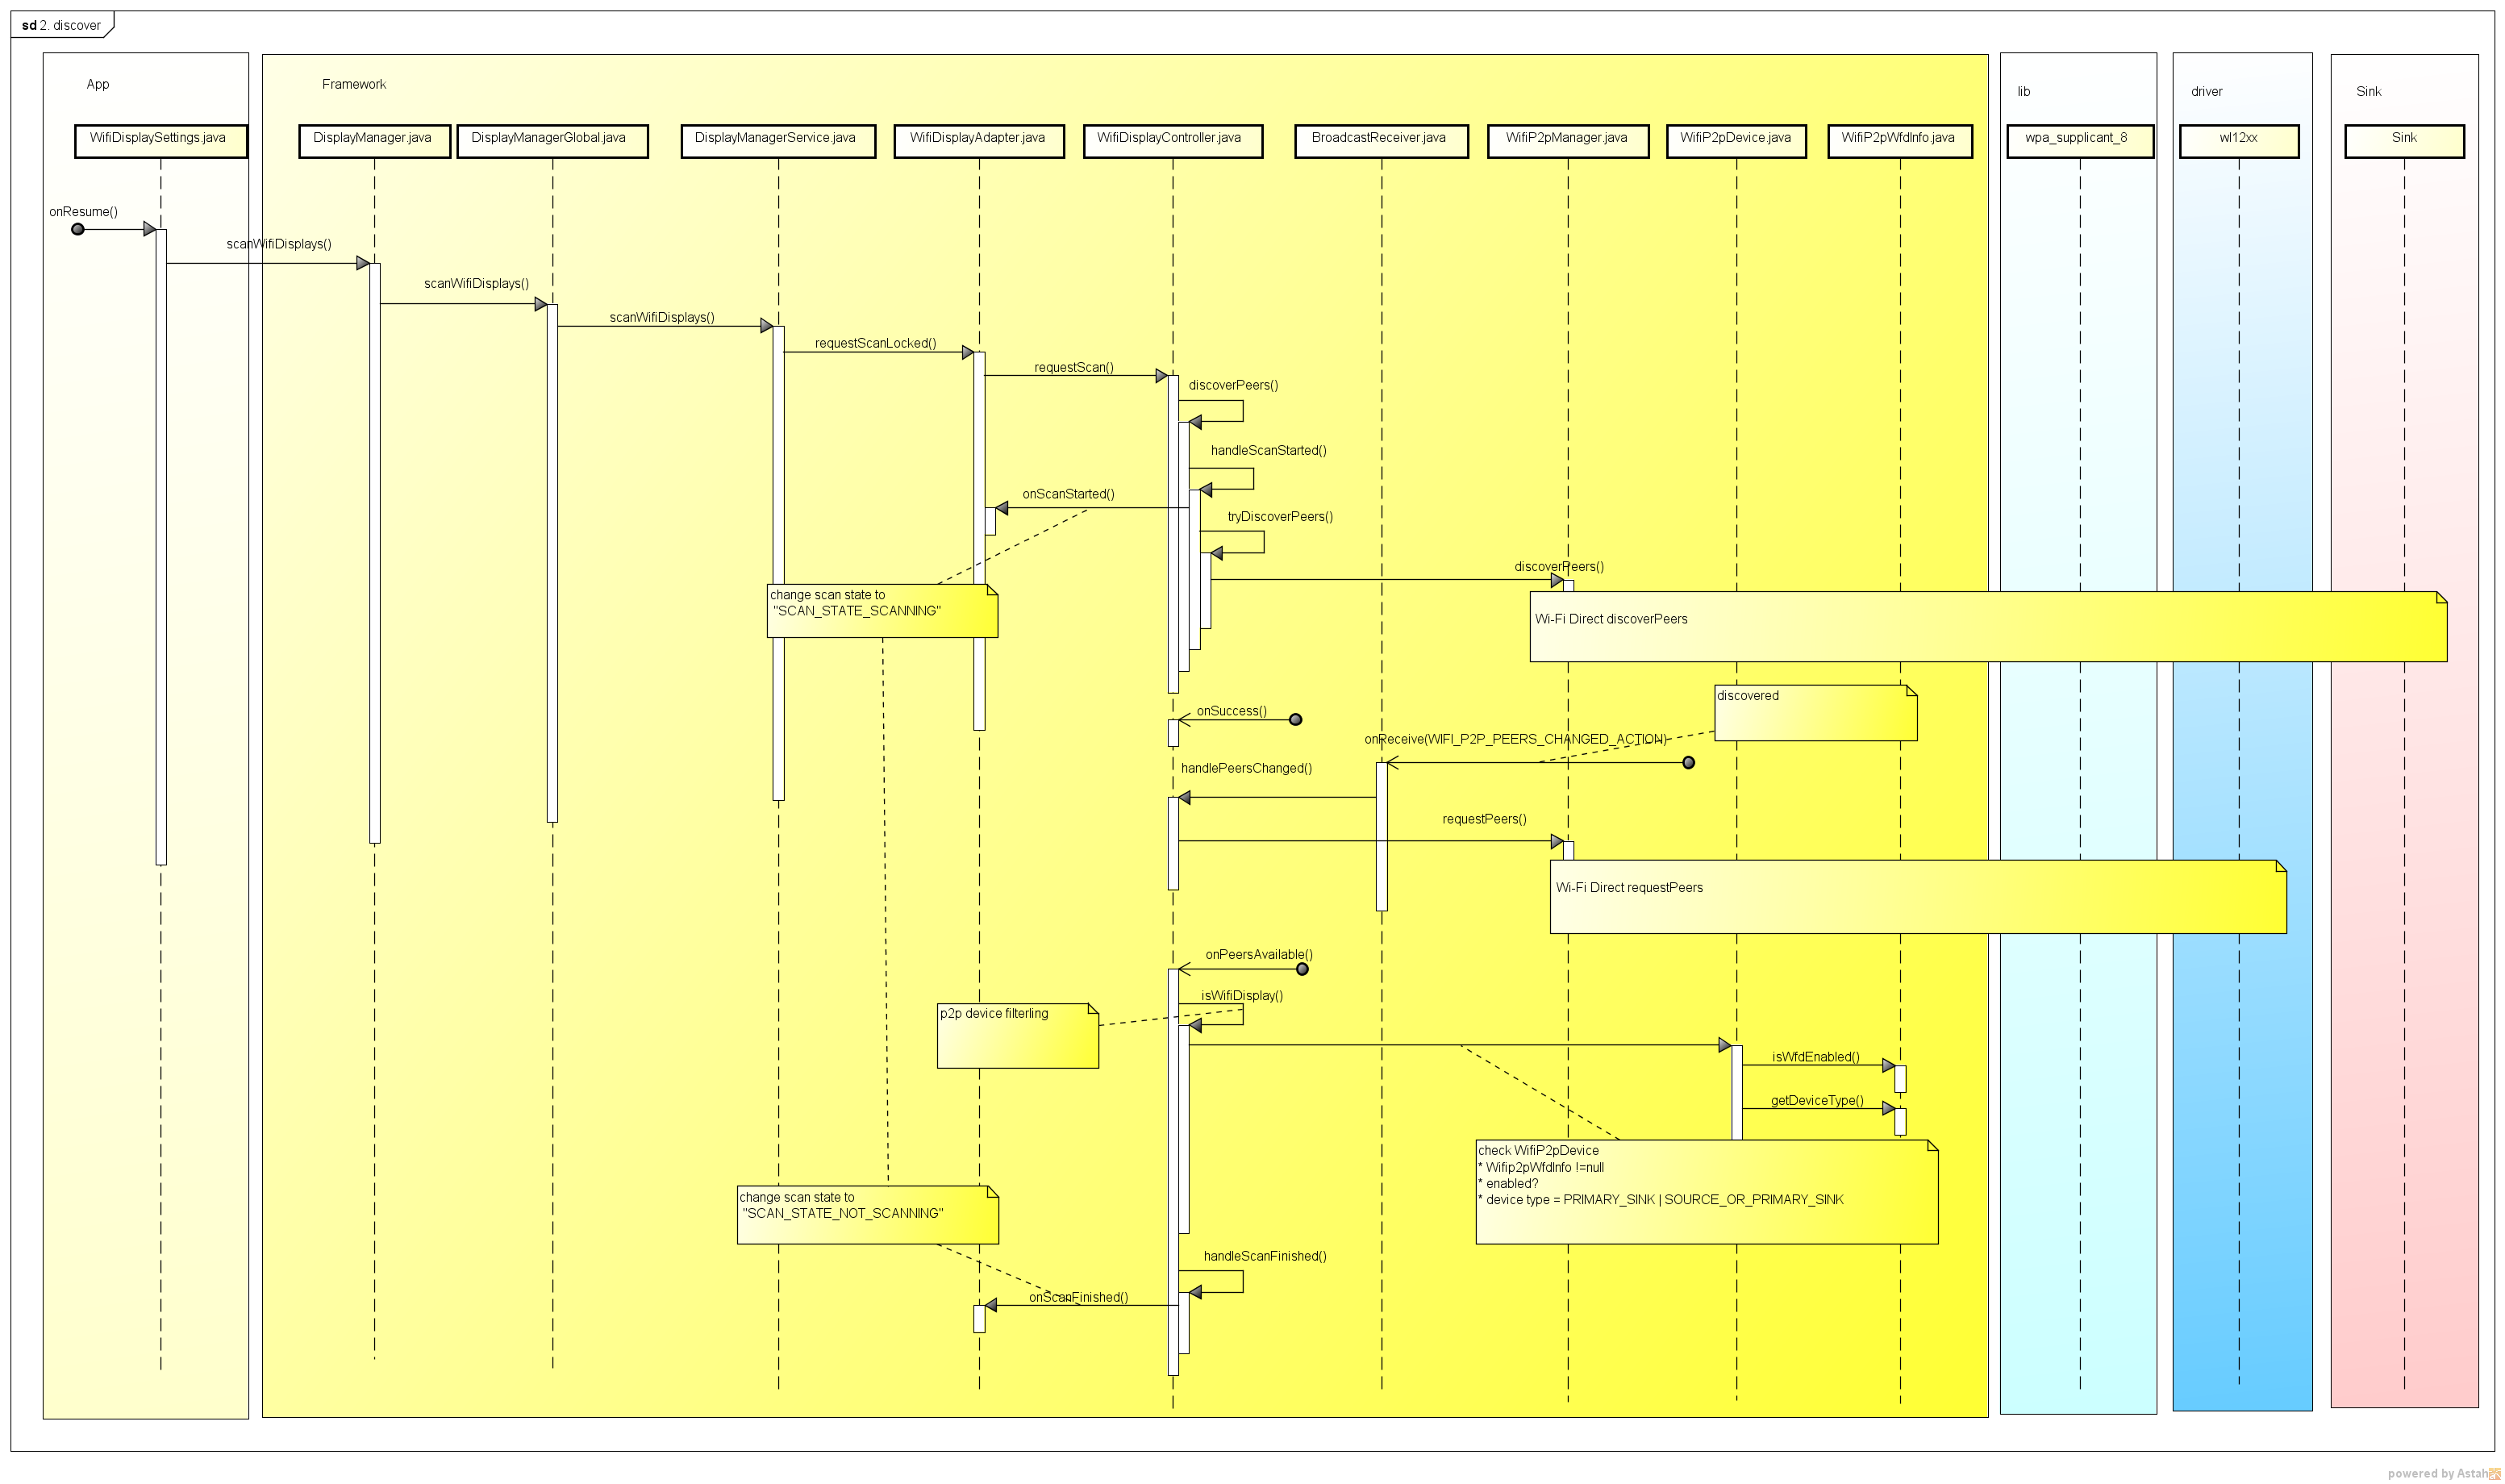 sd 2. discover
App
Framework
lib
driver
Sink
WifiDisplaySettings.java
DisplayManager.java
DisplayManagerGlobal.java
DisplayManagerService.java
WifiDisplayAdapter.java
WifiDisplayController.java
BroadcastReceiver.java
WifiP2pManager.java
WifiP2pDevice.java
WifiP2pWfdInfo.java
wpa_supplicant_8
wl12xx
Sink
onResume()
scanWifiDisplays()
scanWifiDisplays()
scanWifiDisplays()
requestScanLocked()
requestScan()
discoverPeers()
handleScanStarted()
onScanStarted()
tryDiscoverPeers()
discoverPeers()
change scan state to
"SCAN_STATE_SCANNING"
Wi-Fi Direct discoverPeers
discovered
onSuccess()
onReceive(WIFI_P2P_PEERS_CHANGED_ACTION)
handlePeersChanged()
requestPeers()
Wi-Fi Direct requestPeers
onPeersAvailable()
isWifiDisplay()
p2p device filterling
isWfdEnabled()
getDeviceType()
check WifiP2pDevice
* Wifip2pWfdInfo !=null
* enabled?
* device type = PRIMARY_SINK | SOURCE_OR_PRIMARY_SINK
change scan state to
"SCAN_STATE_NOT_SCANNING"
handleScanFinished()
onScanFinished()
powered by Astah